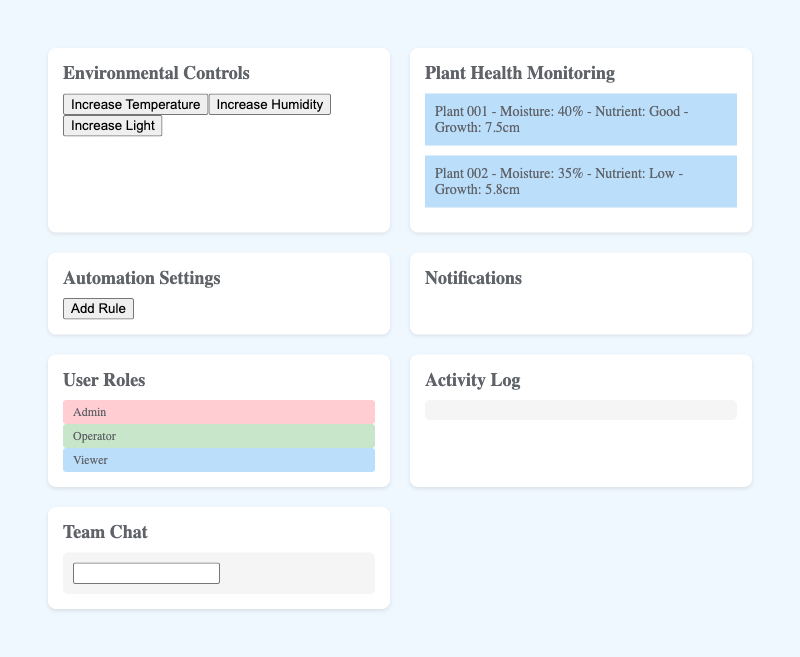 Environmental Controls
Increase Temperature
Increase Humidity
Increase Light
Plant Health Monitoring
Plant 001 - Moisture: 40% - Nutrient: Good -
Growth: 7.5cm
Plant 002 - Moisture: 35% - Nutrient: Low -
Growth: 5.8cm
Automation Settings
Add Rule
Notifications
User Roles
Admin
Operator
Viewer
Activity Log
Team Chat